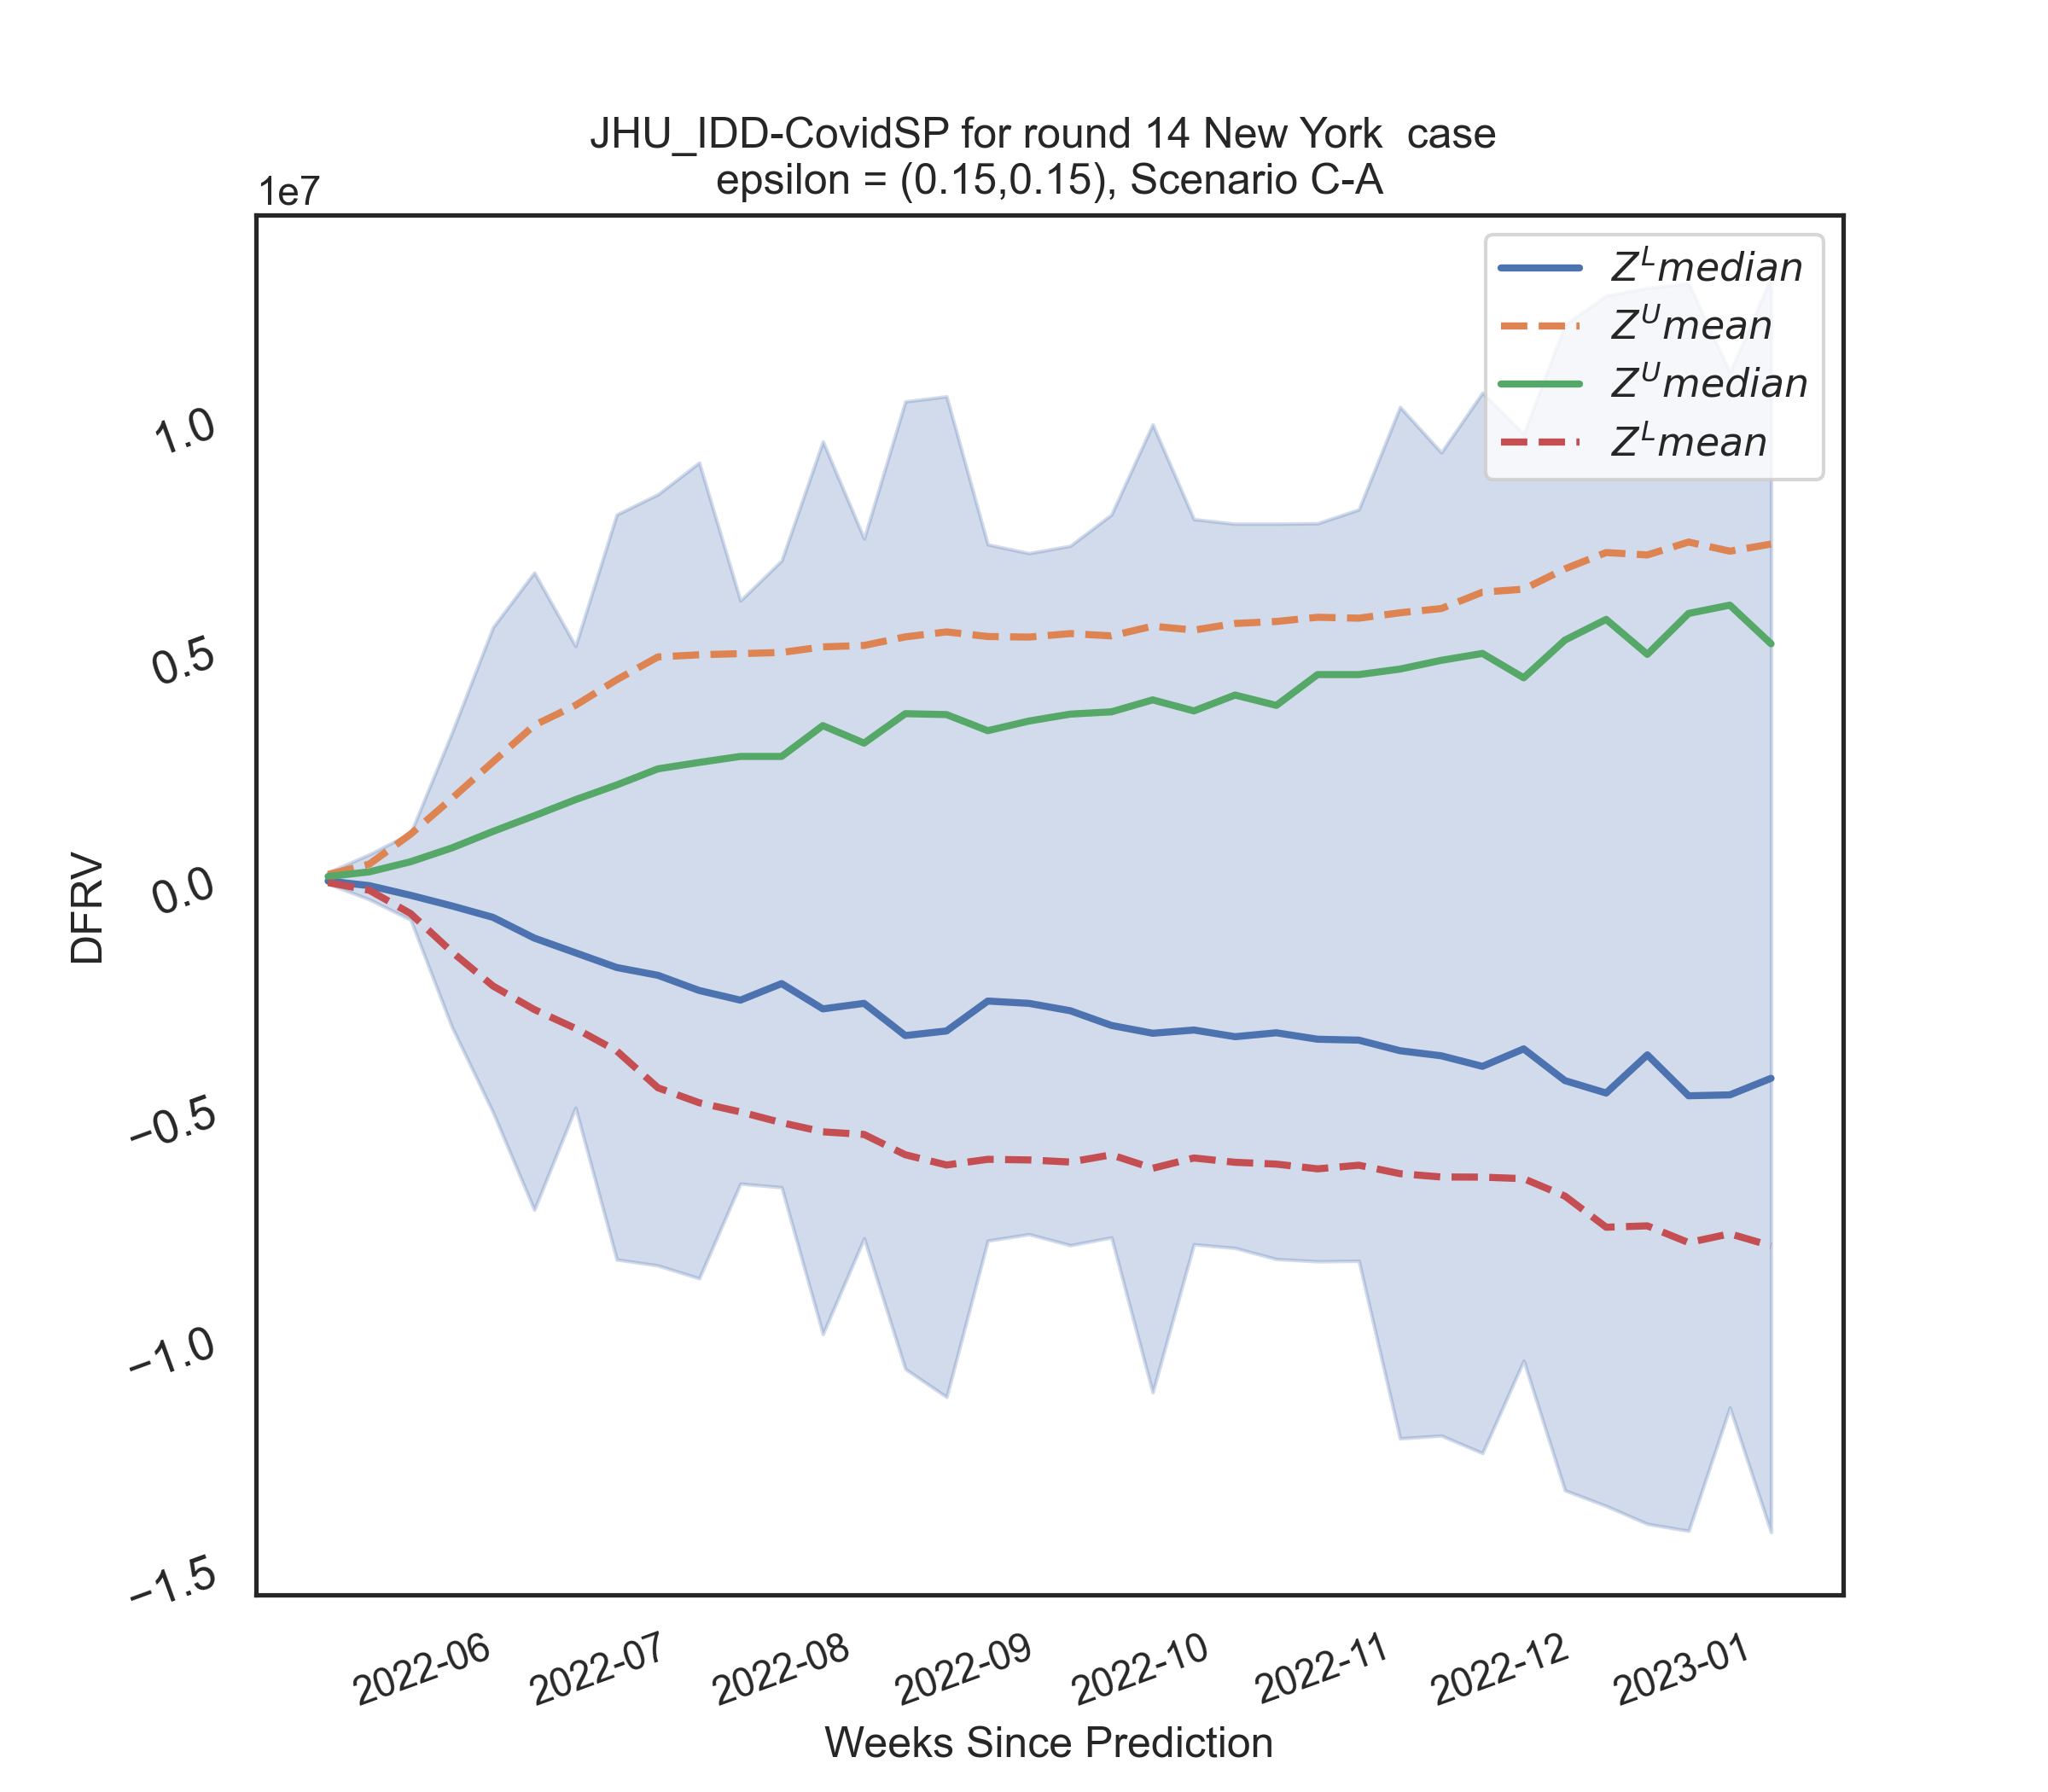 JHU_IDD-CovidSP for round 14 New York  case
epsilon = (0.15,0.15), Scenario C-A
1e7
Z^L median
Z^U mean
Z^U median
Z^L mean
1.0
0.5
0.0
−0.5
−1.0
−1.5
DFRV
2022-06
2022-07
2022-08
2022-09
2022-10
2022-11
2022-12
2023-01
Weeks Since Prediction